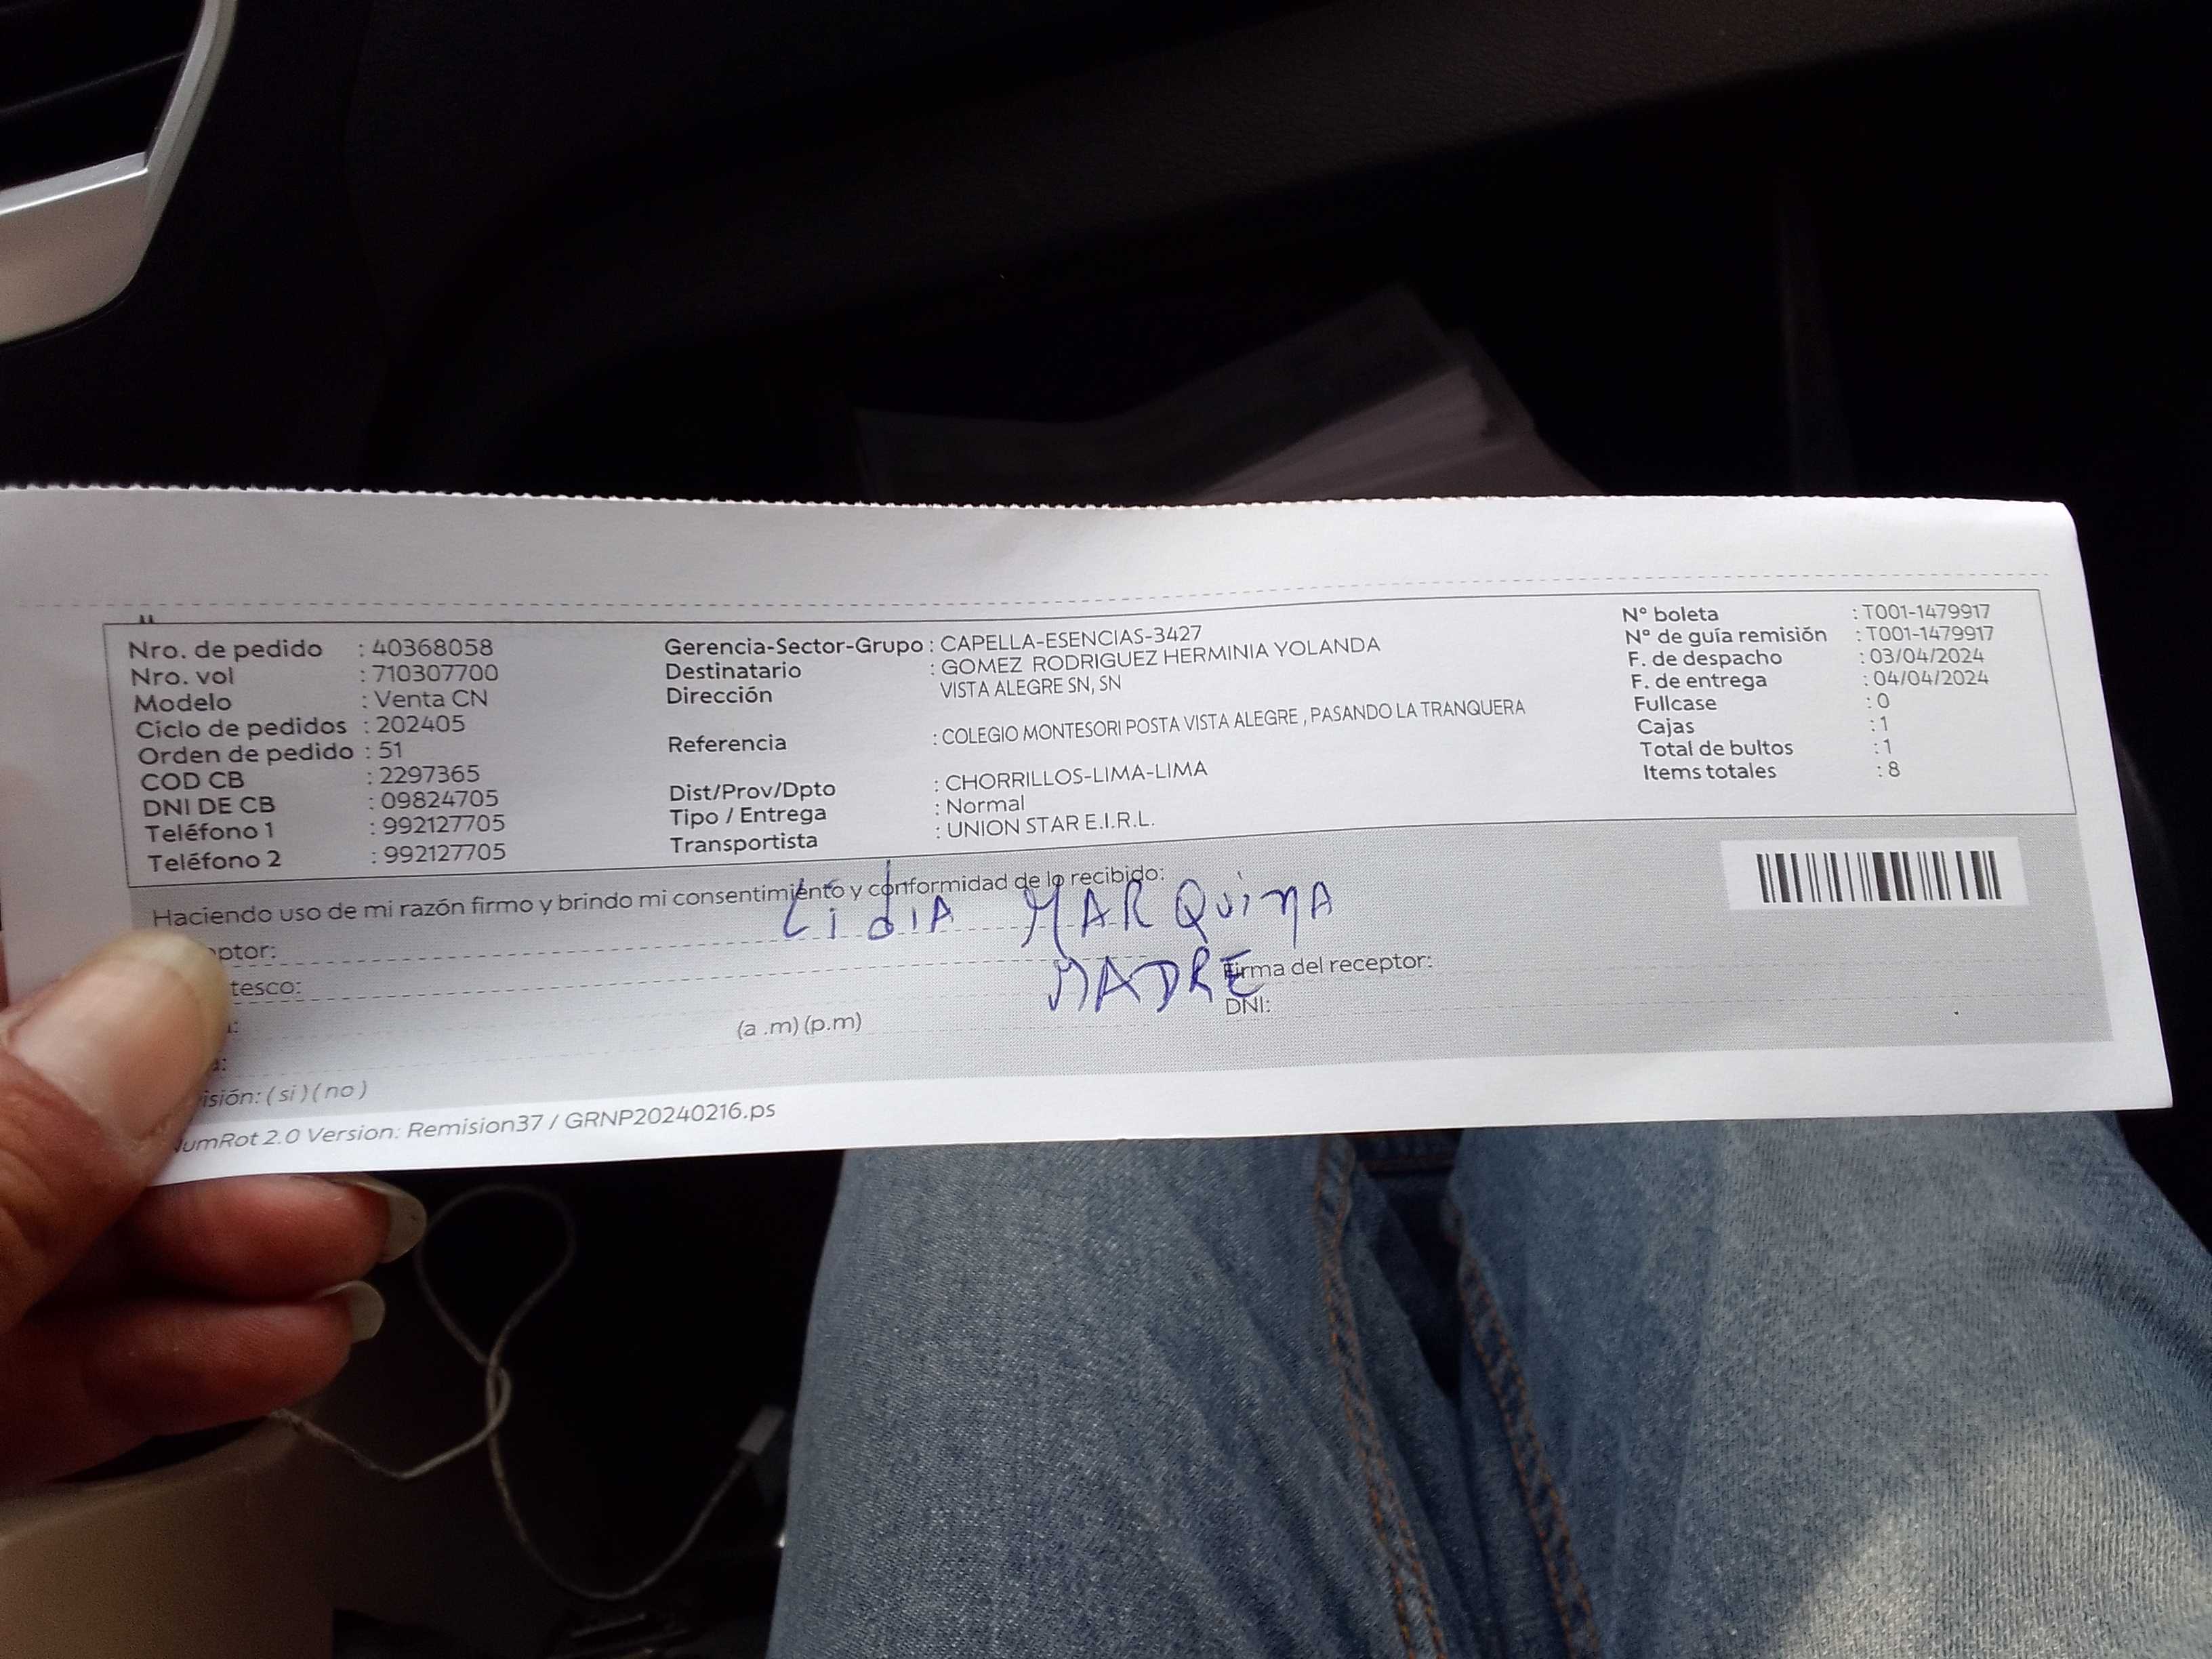 Nro. de pedido : 40368058
Nro. vol : 710307700
Modelo : Venta CN
Ciclo de pedidos : 202405
Orden de pedido : 51
COD CB : 2297365
DNI DE CB : 09824705
Teléfono 1 : 992127705
Teléfono 2 : 992127705
Gerencia-Sector-Grupo : CAPELLA-ESENCIAS-3427
Destinatario : GOMEZ RODRIGUEZ HERMINIA YOLANDA
Dirección VISTA ALEGRE SN, SN
Referencia : COLEGIO MONTESORI POSTA VISTA ALEGRE , PASANDO LA TRANQUERA
Dist/Prov/Dpto : CHORRILLOS-LIMA-LIMA
Tipo / Entrega : Normal
Transportista : UNION STAR E.I.R.L.
N° boleta : T001-1479917
N° de guía remisión : T001-1479917
F. de despacho : 03/04/2024
F. de entrega : 04/04/2024
Fullcase : 0
Cajas : 1
Total de bultos : 1
Items totales : 8
Haciendo uso de mi razón firmo y brindo mi consentimiento y conformidad de lo recibido:
ptor: LidiA MARQuinA
tesco: MADRE
Firma del receptor:
DNI:
(a .m) (p.m)
isión: ( si ) ( no )
umRot 2.0 Version: Remision37 / GRNP20240216.ps